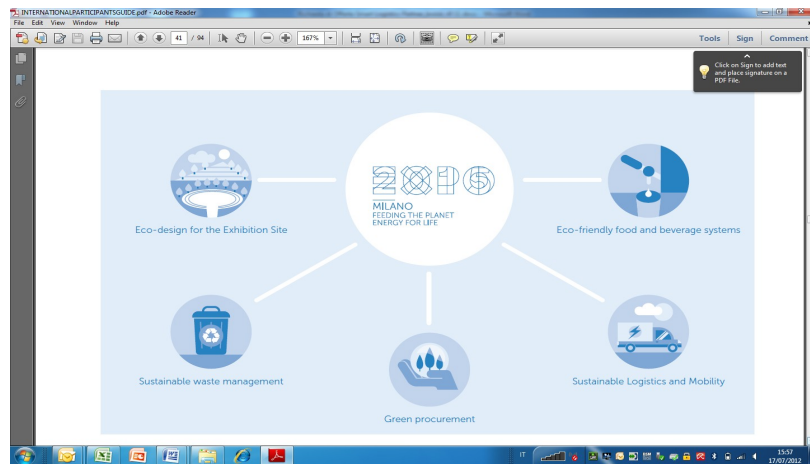 INTERNATIONALPARTICIPANTSGUIDE.pdf - Adobe Reader
File Edit View Window Help
41 / 94
167%
Tools Sign Comment
Click on Sign to add text
and place signature on a
PDF File.
EXPO
2015
MILANO
FEEDING THE PLANET
ENERGY FOR LIFE
Eco-design for the Exhibition Site
Eco-friendly food and beverage systems
Sustainable waste management
Sustainable Logistics and Mobility
Green procurement
IT
15:57
17/07/2012